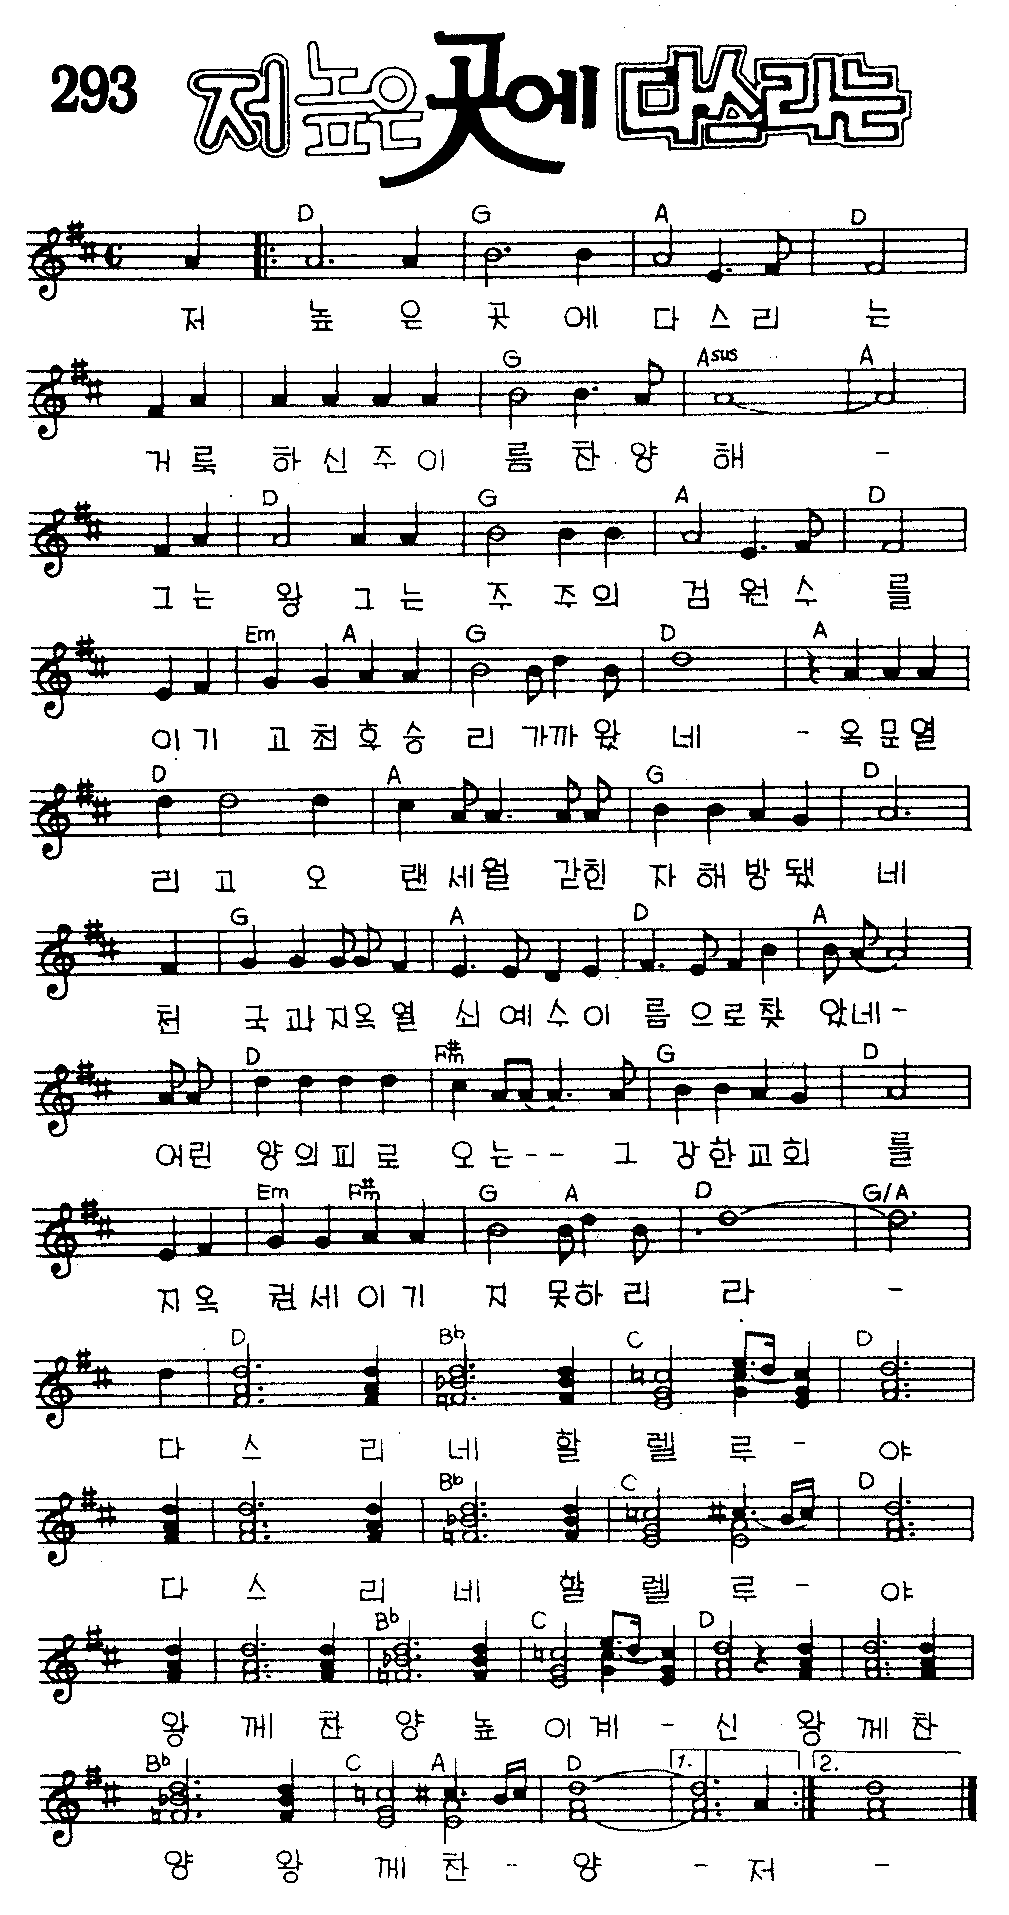 293 저 높은 곳에 다스리는
D G A D
저 높 은 곳 에 다 스 리 는
G Asus A
거 룩 하 신 주 이 름 찬 양 해 -
D G A D
그 는 왕 그 는 주 주 의 검 원 수 를
Em A G D A
이 기 고 천 후 승 리 가까 왔 네 - 옥 문 열
D A G D
리 고 오 랜 세 월 갇 힌 자 해 방 됐 네
G A D A
천 국 과 지옥 열 쇠 예 수 이 름 으 로 찾 았네 -
D F#m G D
어린 양 의 피 로 오 는 - - 그 강 한 교 회 를
Em F#m G A D G/A
지 옥 권 세 이 기 지 못하 리 라 -
D Bb C D
다 스 리 네 할 렐 루 - 야
Bb C D
다 스 리 네 할 렐 루 - 야
Bb C D
왕 께 찬 양 높 이 계 - 신 왕 께 찬
Bb C A D 1. 2.
양 왕 께 찬 - - 양 - 저 -